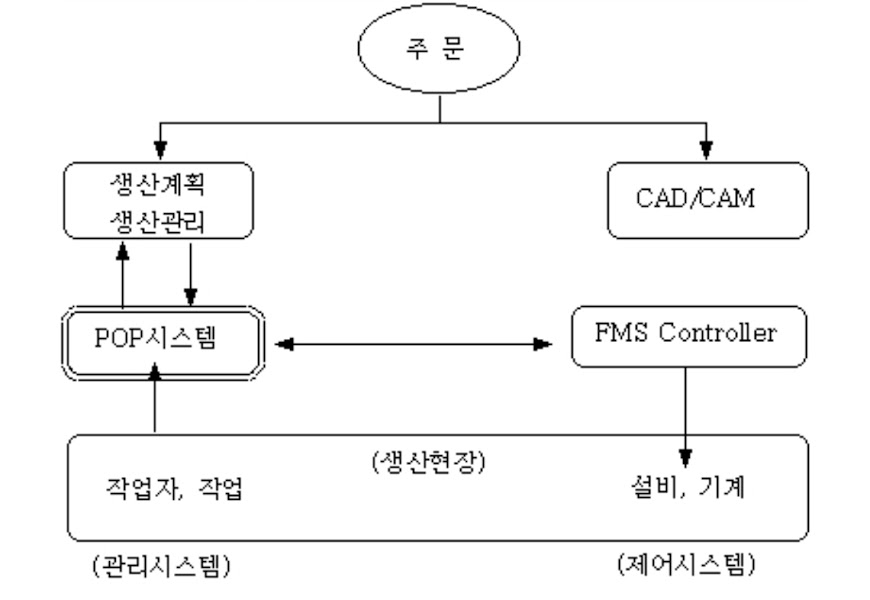 주 문
생산계획
생산관리
CAD/CAM
POP시스템
FMS Controller
(생산현장)
작업자, 작업
설비, 기계
(관리시스템)
(제어시스템)